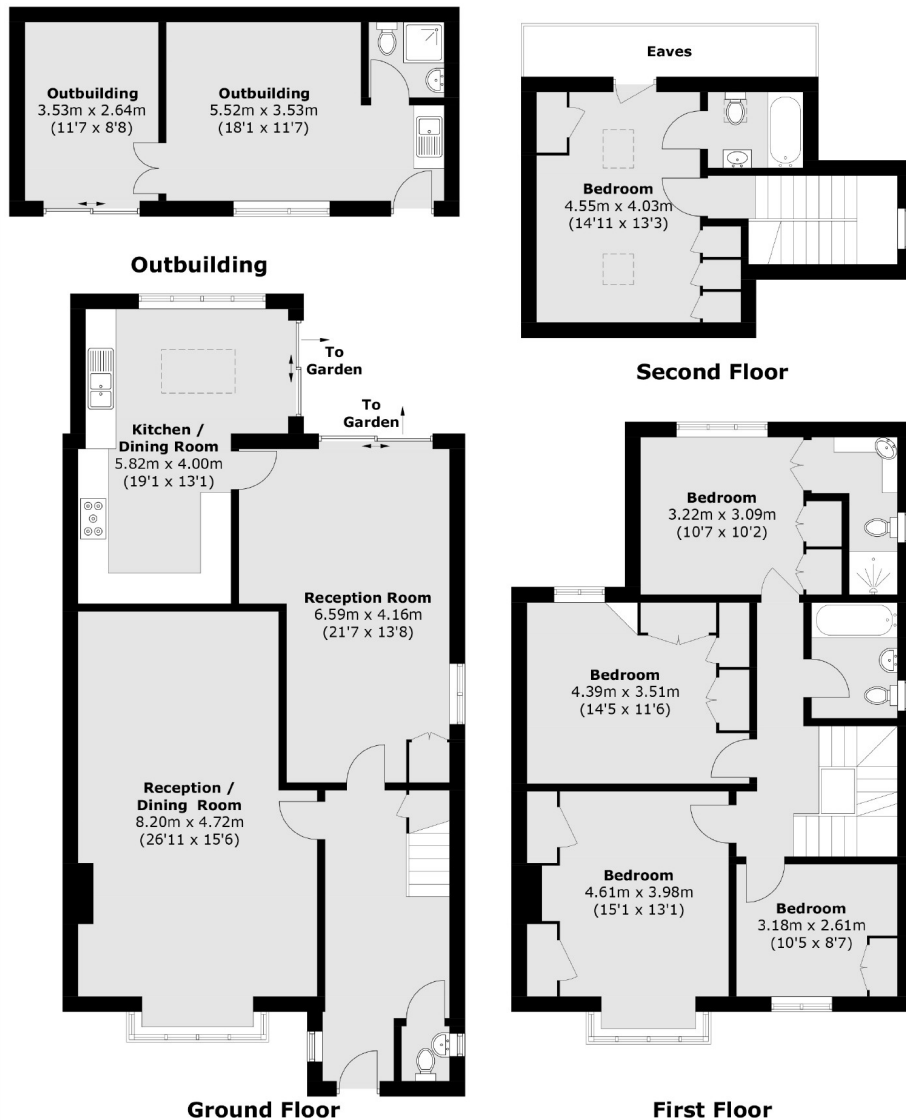 Outbuilding
3.53m x 2.64m
(11'7 x 8'8)
Outbuilding
5.52m x 3.53m
(18'1 x 11'7)
Outbuilding
Eaves
Bedroom
4.55m x 4.03m
(14'11 x 13'3)
Second Floor
To
Garden
To
Garden
Kitchen /
Dining Room
5.82m x 4.00m
(19'1 x 13'1)
Reception Room
6.59m x 4.16m
(21'7 x 13'8)
Reception /
Dining Room
8.20m x 4.72m
(26'11 x 15'6)
Ground Floor
Bedroom
3.22m x 3.09m
(10'7 x 10'2)
Bedroom
4.39m x 3.51m
(14'5 x 11'6)
Bedroom
4.61m x 3.98m
(15'1 x 13'1)
Bedroom
3.18m x 2.61m
(10'5 x 8'7)
First Floor